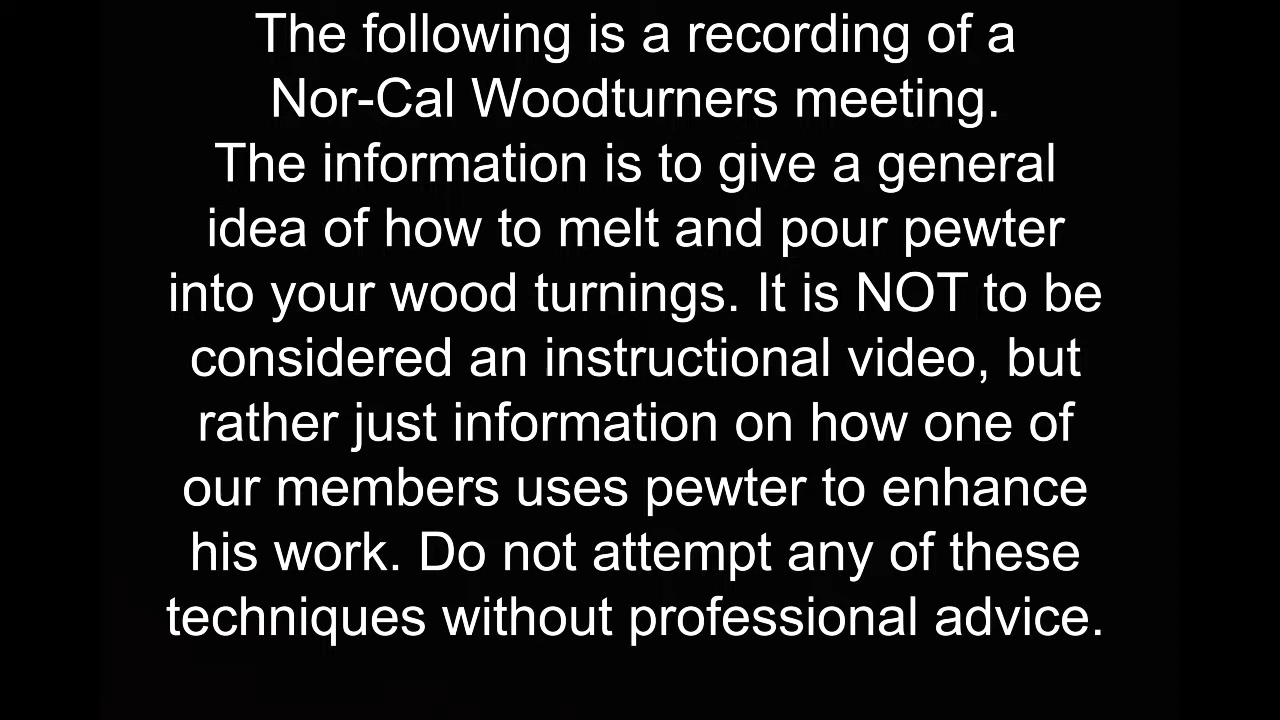 The following is a recording of a
Nor-Cal Woodturners meeting.
The information is to give a general
idea of how to melt and pour pewter
into your wood turnings. It is NOT to be
considered an instructional video, but
rather just information on how one of
our members uses pewter to enhance
his work. Do not attempt any of these
techniques without professional advice.